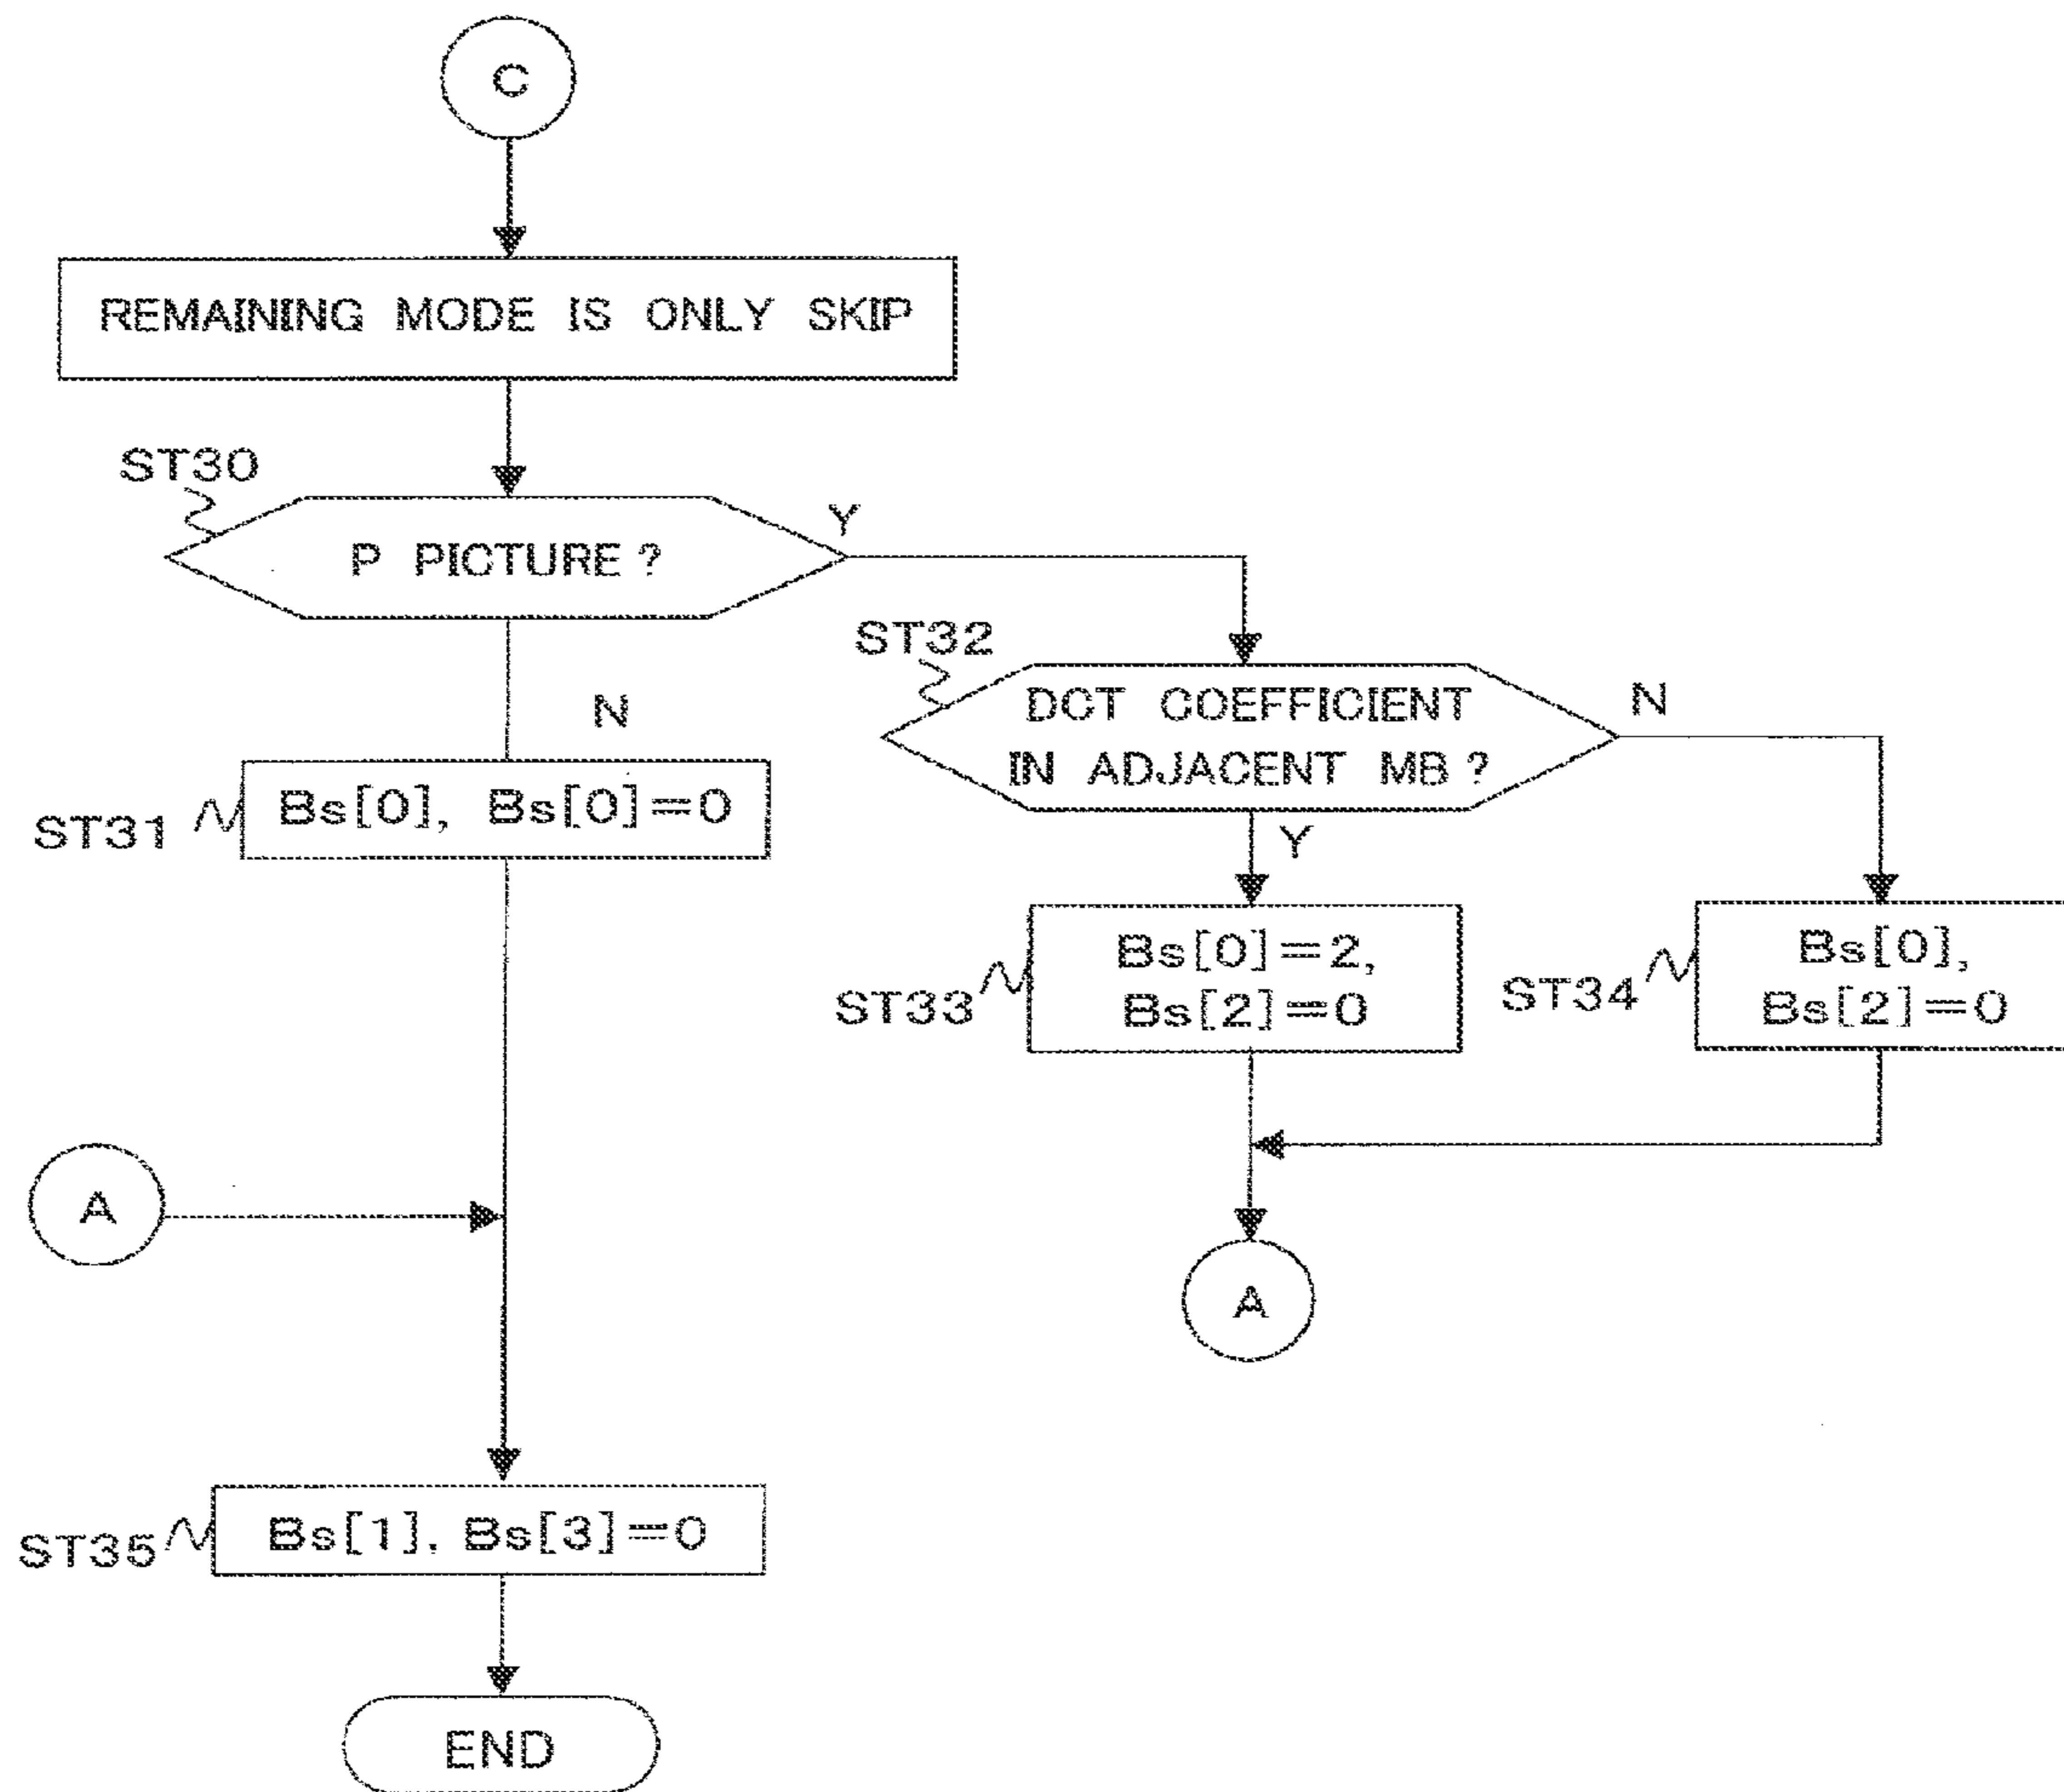 C
REMAINING MODE IS ONLY SKIP
ST30
P PICTURE ?
Y
N
ST32
DCT COEFFICIENT
IN ADJACENT MB ?
N
Y
ST31
Bs[0], Bs[0]=0
ST33
Bs[0]=2,
Bs[2]=0
ST34
Bs[0],
Bs[2]=0
A
A
ST35
Bs[1], Bs[3]=0
END